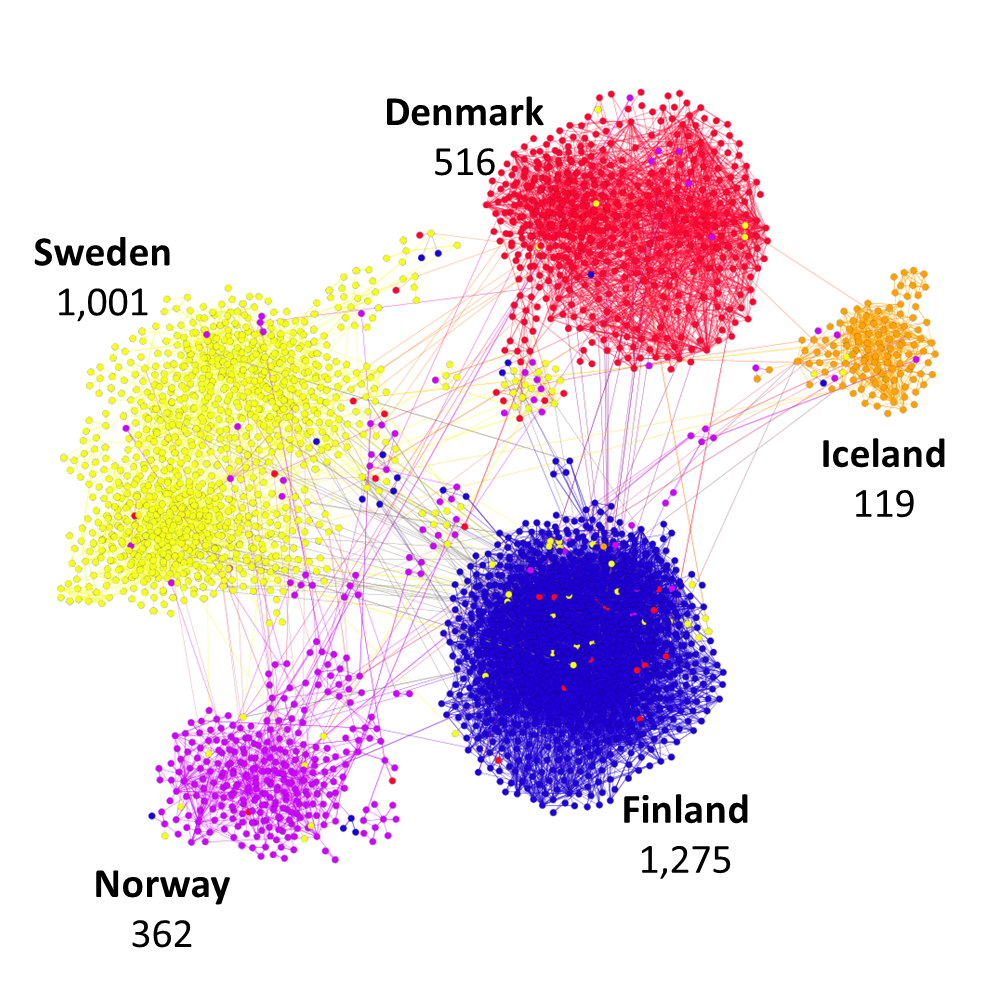 Denmark
516
Sweden
1,001
Iceland
119
Finland
1,275
Norway
362